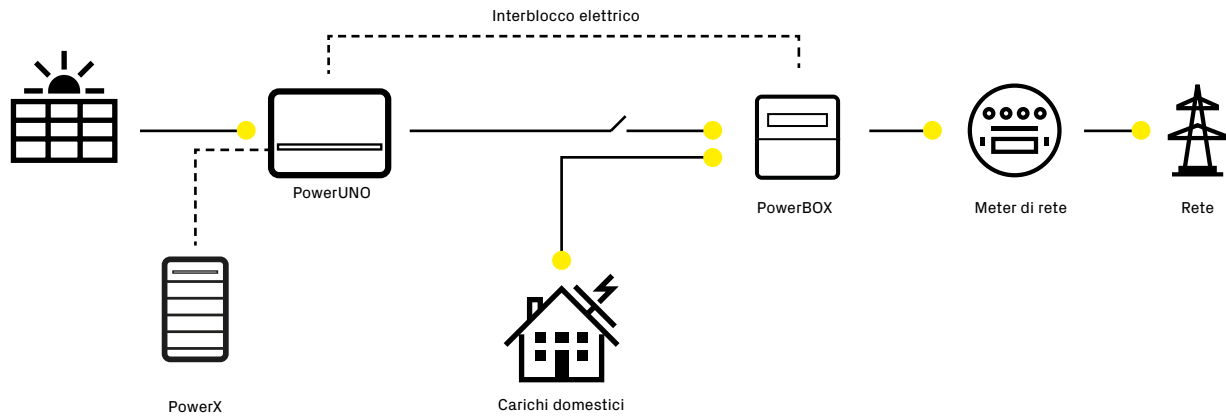 Interblocco elettrico
PowerUNO
PowerBOX
Meter di rete
Rete
PowerX
Carichi domestici